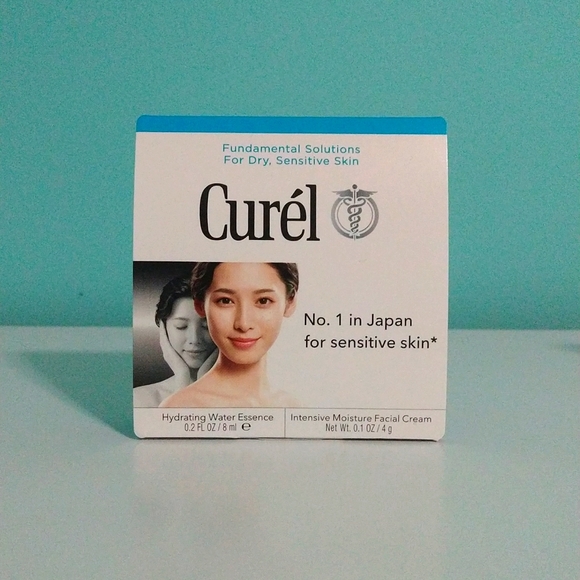 Fundamental Solutions
For Dry, Sensitive Skin
Curél
No. 1 in Japan
for sensitive skin*
Hydrating Water Essence
0.2 FL OZ / 8 ml ℮
Intensive Moisture Facial Cream
Net Wt. 0.1 OZ / 4 g